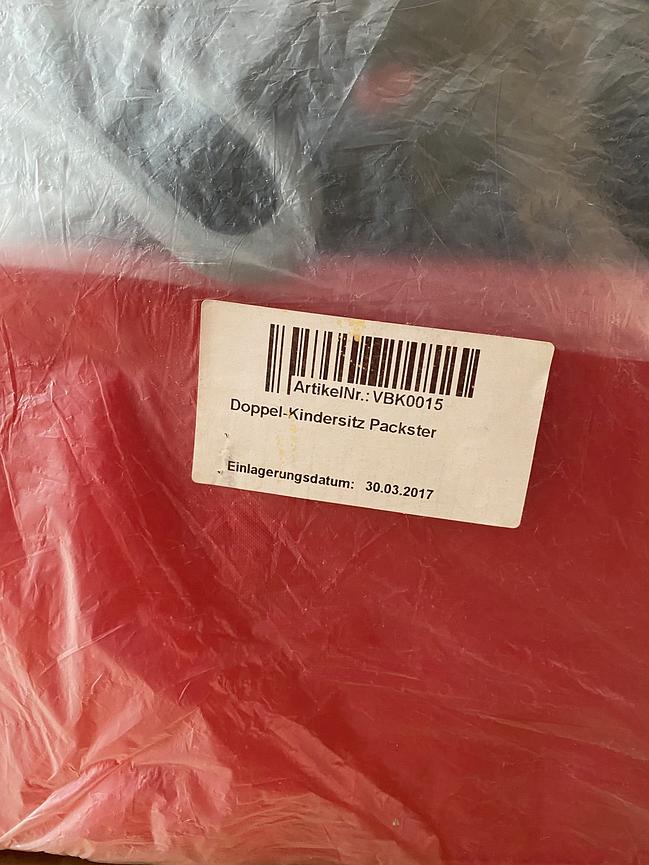 ArtikelNr.: VBK0015
Doppel-Kindersitz Packster
Einlagerungsdatum: 30.03.2017